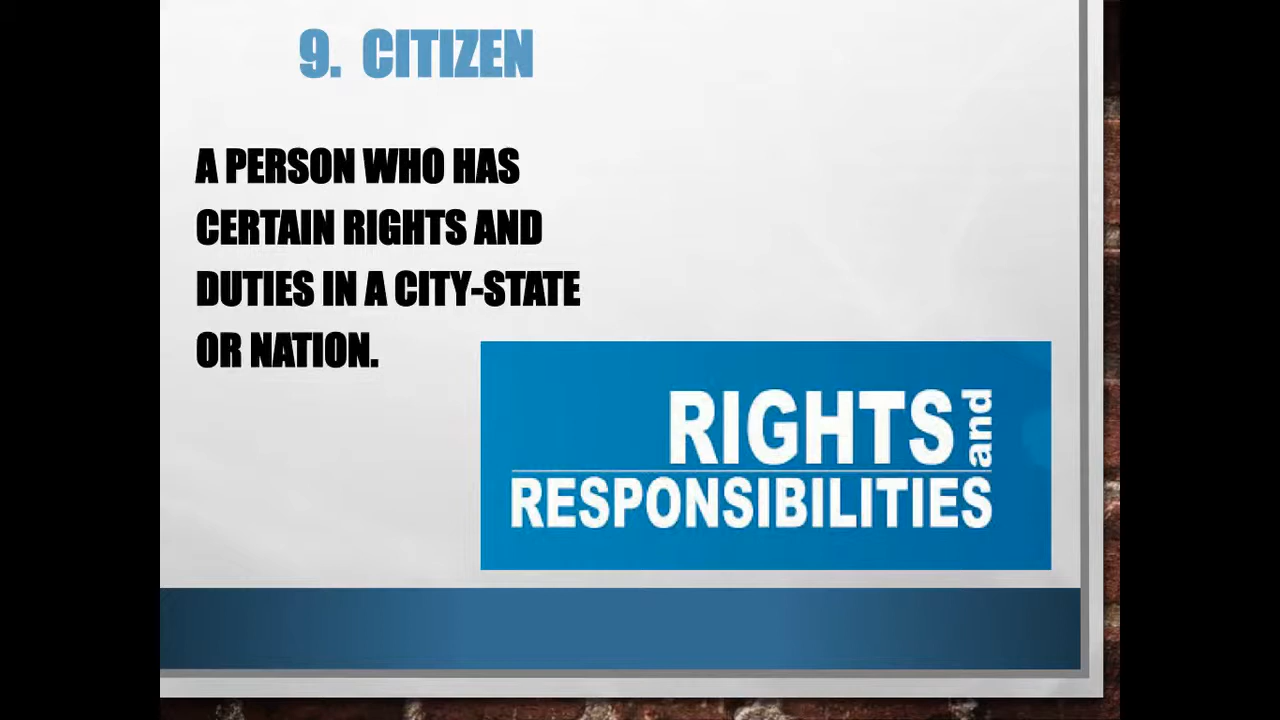 9. CITIZEN
A PERSON WHO HAS
CERTAIN RIGHTS AND
DUTIES IN A CITY-STATE
OR NATION.
RIGHTS and
RESPONSIBILITIES